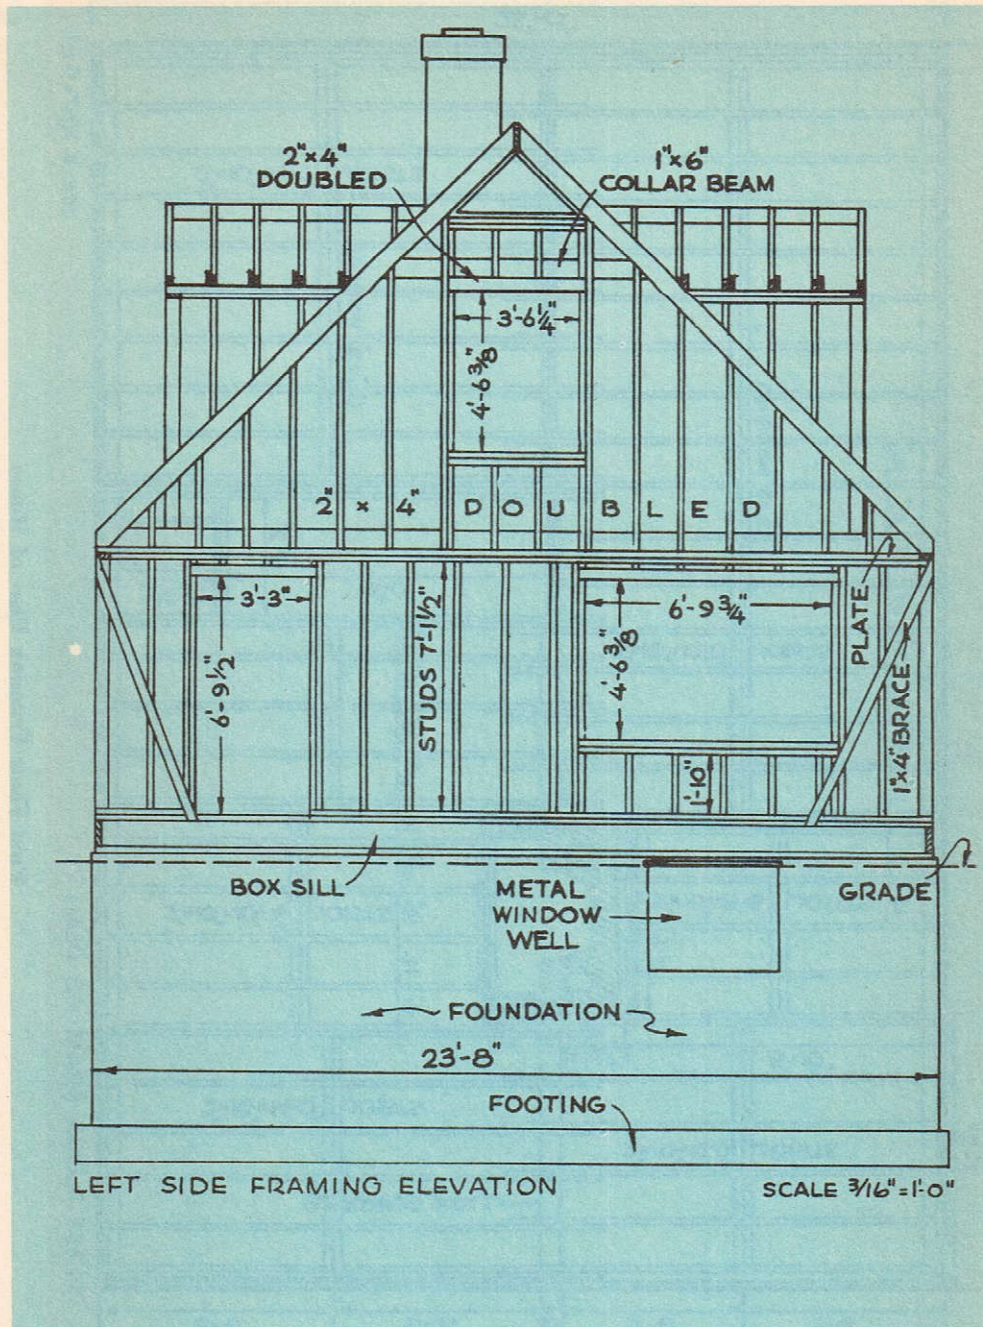 2"×4"
DOUBLED
1"×6"
COLLAR BEAM
3'-6¼"
4'-6⅜
2" × 4" DOUBLED
3'-3"
6'-9½"
STUDS 7'-1½"
6'-9¾"
4'-6⅜
1'-10"
PLATE
1"×4" BRACE
BOX SILL
METAL
WINDOW
WELL
GRADE
FOUNDATION
23'-8"
FOOTING
LEFT SIDE FRAMING ELEVATION
SCALE 3/16"=1'-0"